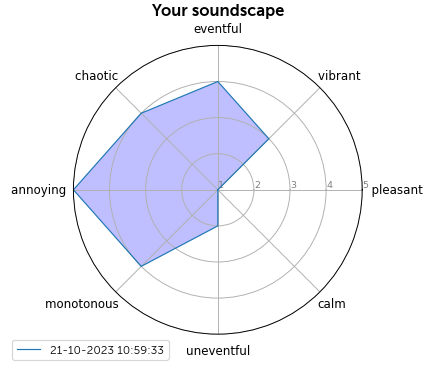 Your soundscape
eventful
chaotic
vibrant
annoying
1
2
3
4
5
pleasant
monotonous
calm
21-10-2023 10:59:33
uneventful